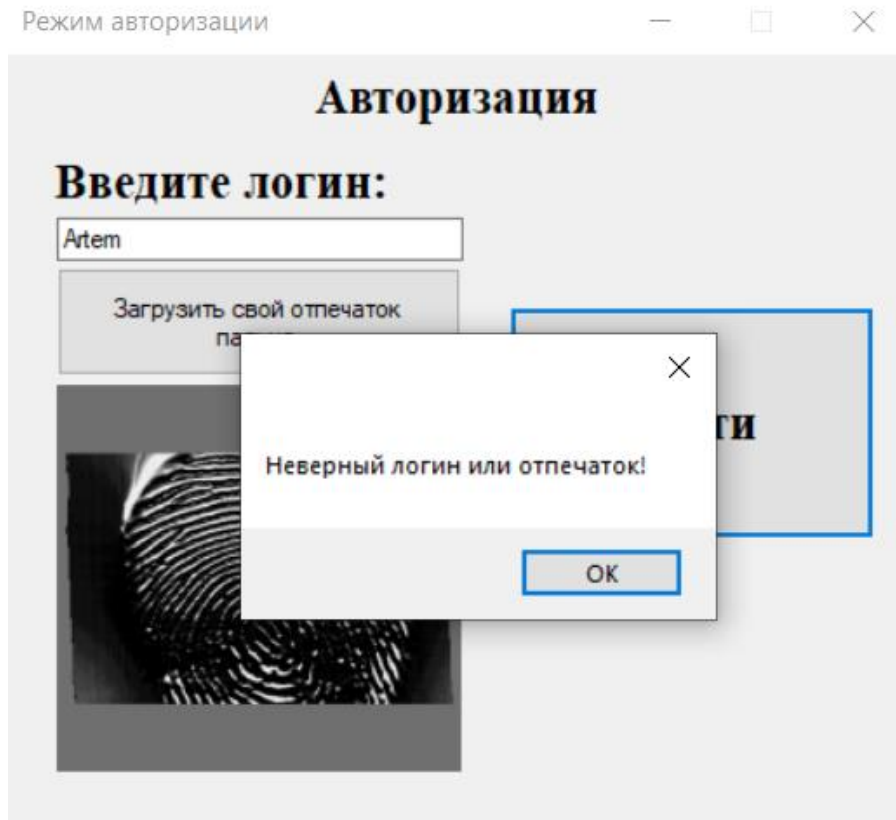 Режим авторизации
Авторизация
Введите логин:
Artem
Загрузить свой отпечаток
Неверный логин или отпечаток!
OK